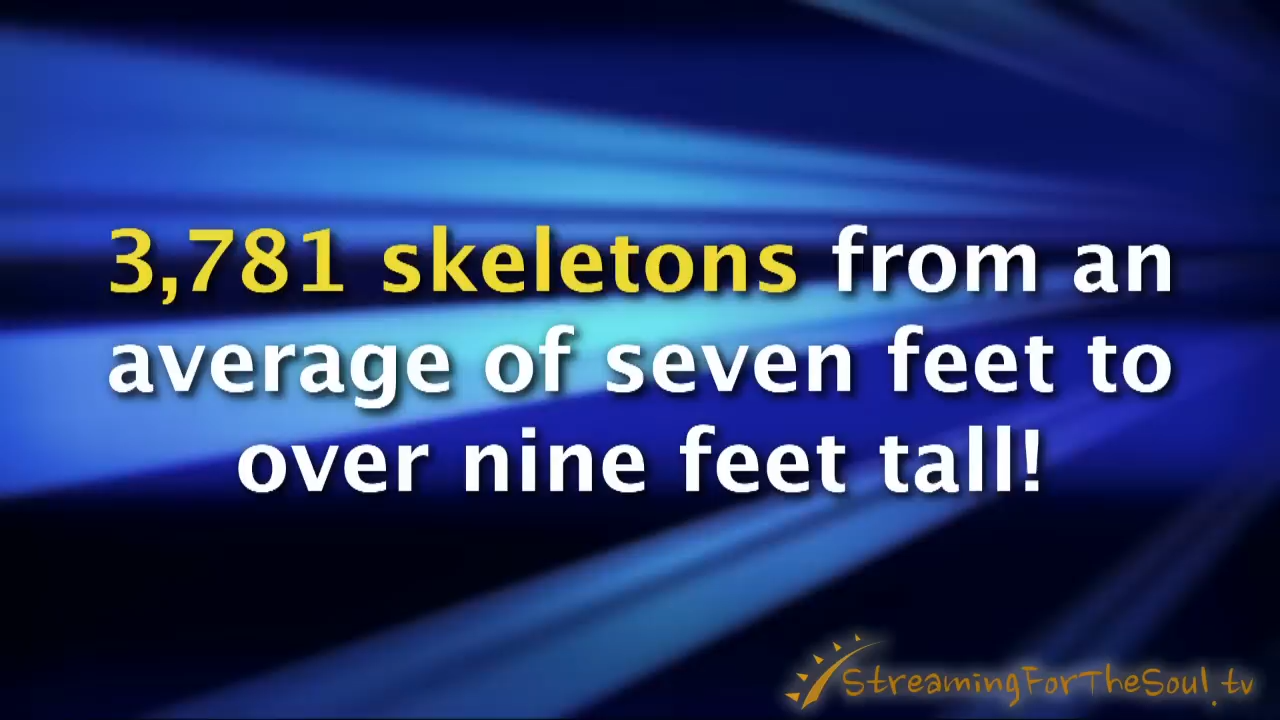 3,781 skeletons from an
average of seven feet to
over nine feet tall!
StreamingForTheSoul.tv